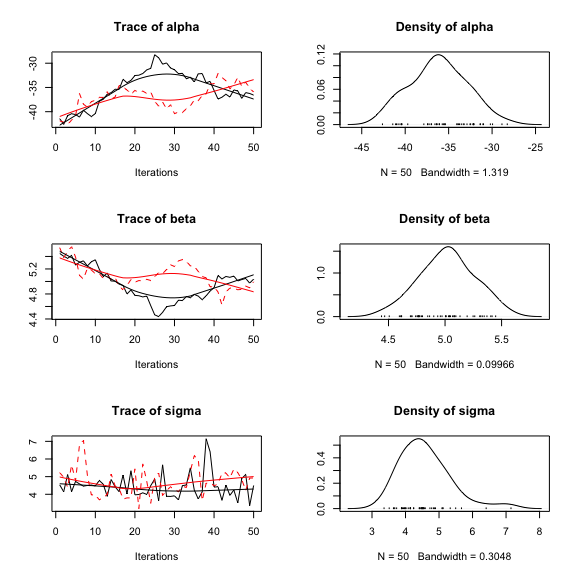 Trace of alpha
-40 -35 -30
0 10 20 30 40 50
Iterations
Density of alpha
0.00 0.06 0.12
-45 -40 -35 -30 -25
N = 50 Bandwidth = 1.319
Trace of beta
4.4 4.8 5.2
0 10 20 30 40 50
Iterations
Density of beta
0.0 1.0
4.5 5.0 5.5
N = 50 Bandwidth = 0.09966
Trace of sigma
4 5 6 7
0 10 20 30 40 50
Iterations
Density of sigma
0.0 0.2 0.4
3 4 5 6 7 8
N = 50 Bandwidth = 0.3048